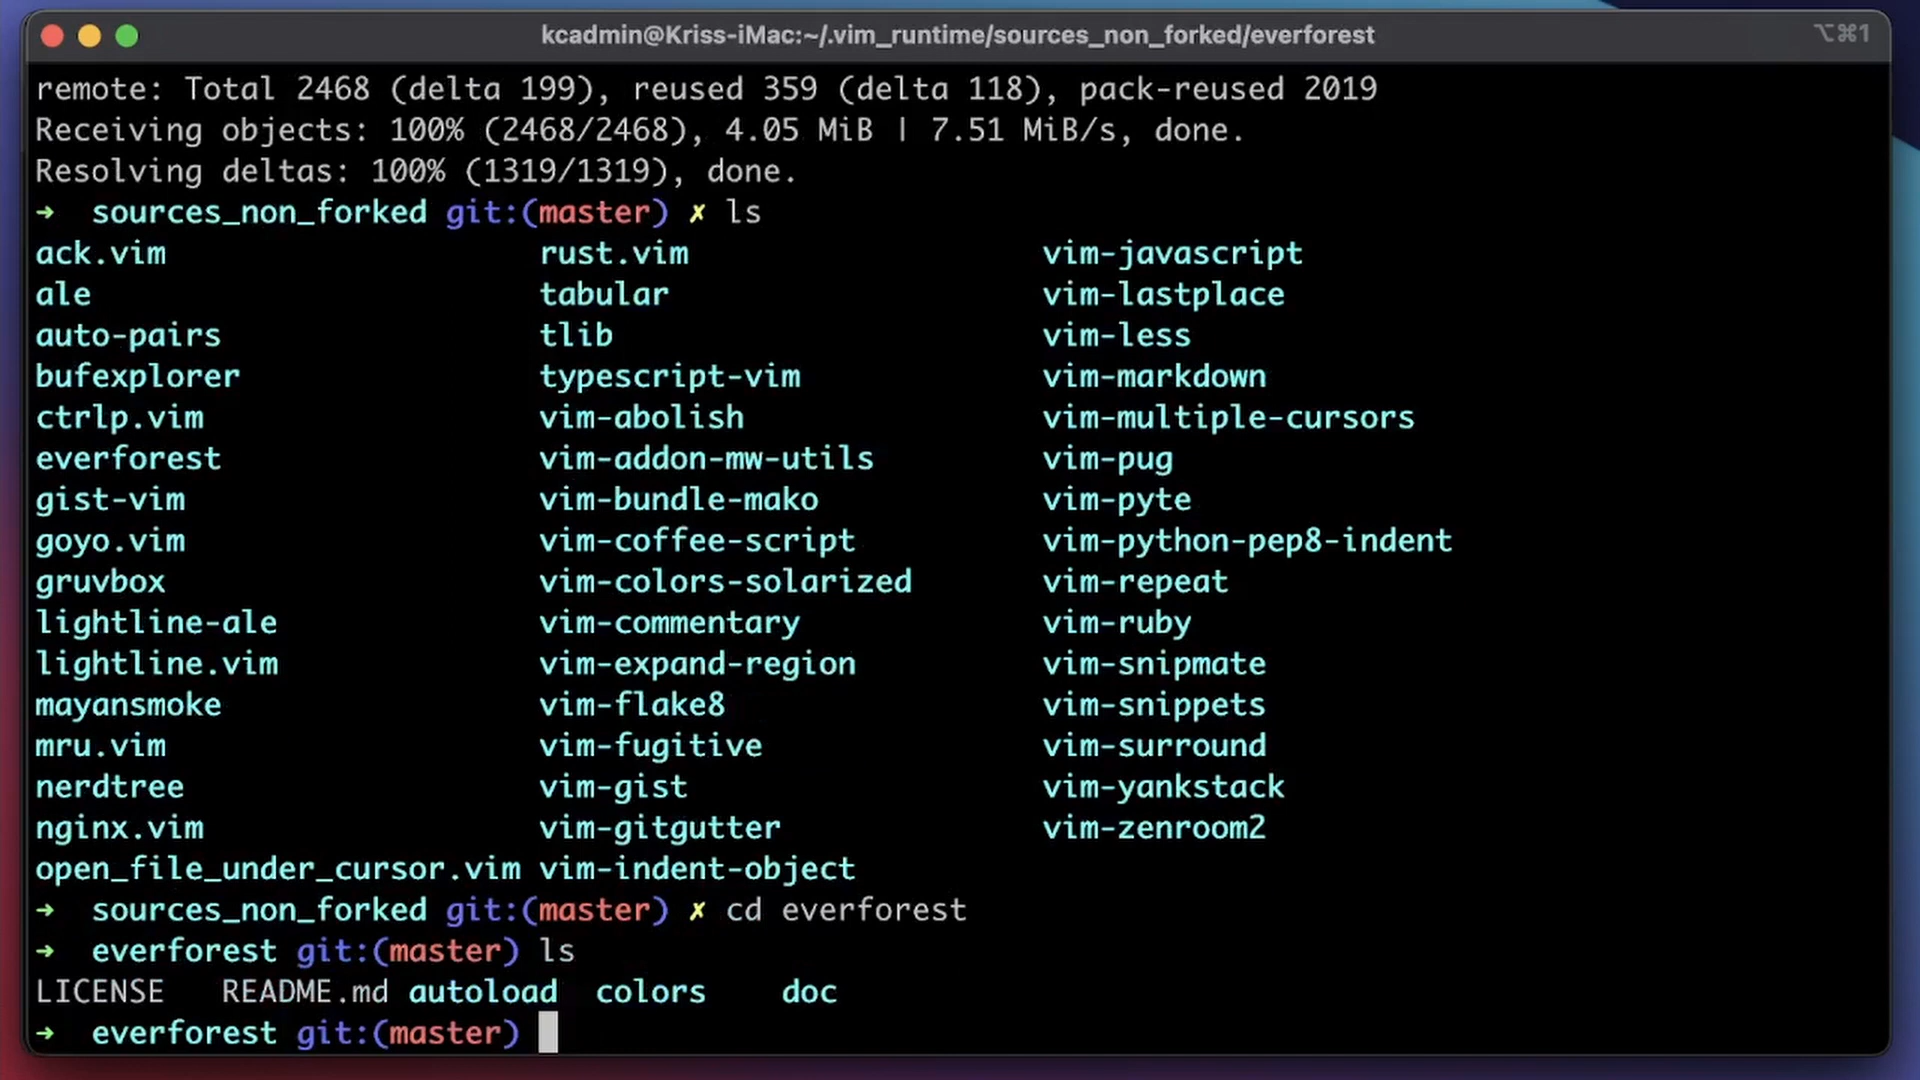 kcadmin@Kriss-iMac:~/.vim_runtime/sources_non_forked/everforest ⌥⌘1
remote: Total 2468 (delta 199), reused 359 (delta 118), pack-reused 2019
Receiving objects: 100% (2468/2468), 4.05 MiB | 7.51 MiB/s, done.
Resolving deltas: 100% (1319/1319), done.
➜ sources_non_forked git:(master) ✗ ls
ack.vim rust.vim vim-javascript
ale tabular vim-lastplace
auto-pairs tlib vim-less
bufexplorer typescript-vim vim-markdown
ctrlp.vim vim-abolish vim-multiple-cursors
everforest vim-addon-mw-utils vim-pug
gist-vim vim-bundle-mako vim-pyte
goyo.vim vim-coffee-script vim-python-pep8-indent
gruvbox vim-colors-solarized vim-repeat
lightline-ale vim-commentary vim-ruby
lightline.vim vim-expand-region vim-snipmate
mayansmoke vim-flake8 vim-snippets
mru.vim vim-fugitive vim-surround
nerdtree vim-gist vim-yankstack
nginx.vim vim-gitgutter vim-zenroom2
open_file_under_cursor.vim vim-indent-object
➜ sources_non_forked git:(master) ✗ cd everforest
➜ everforest git:(master) ls
LICENSE README.md autoload colors doc
➜ everforest git:(master)